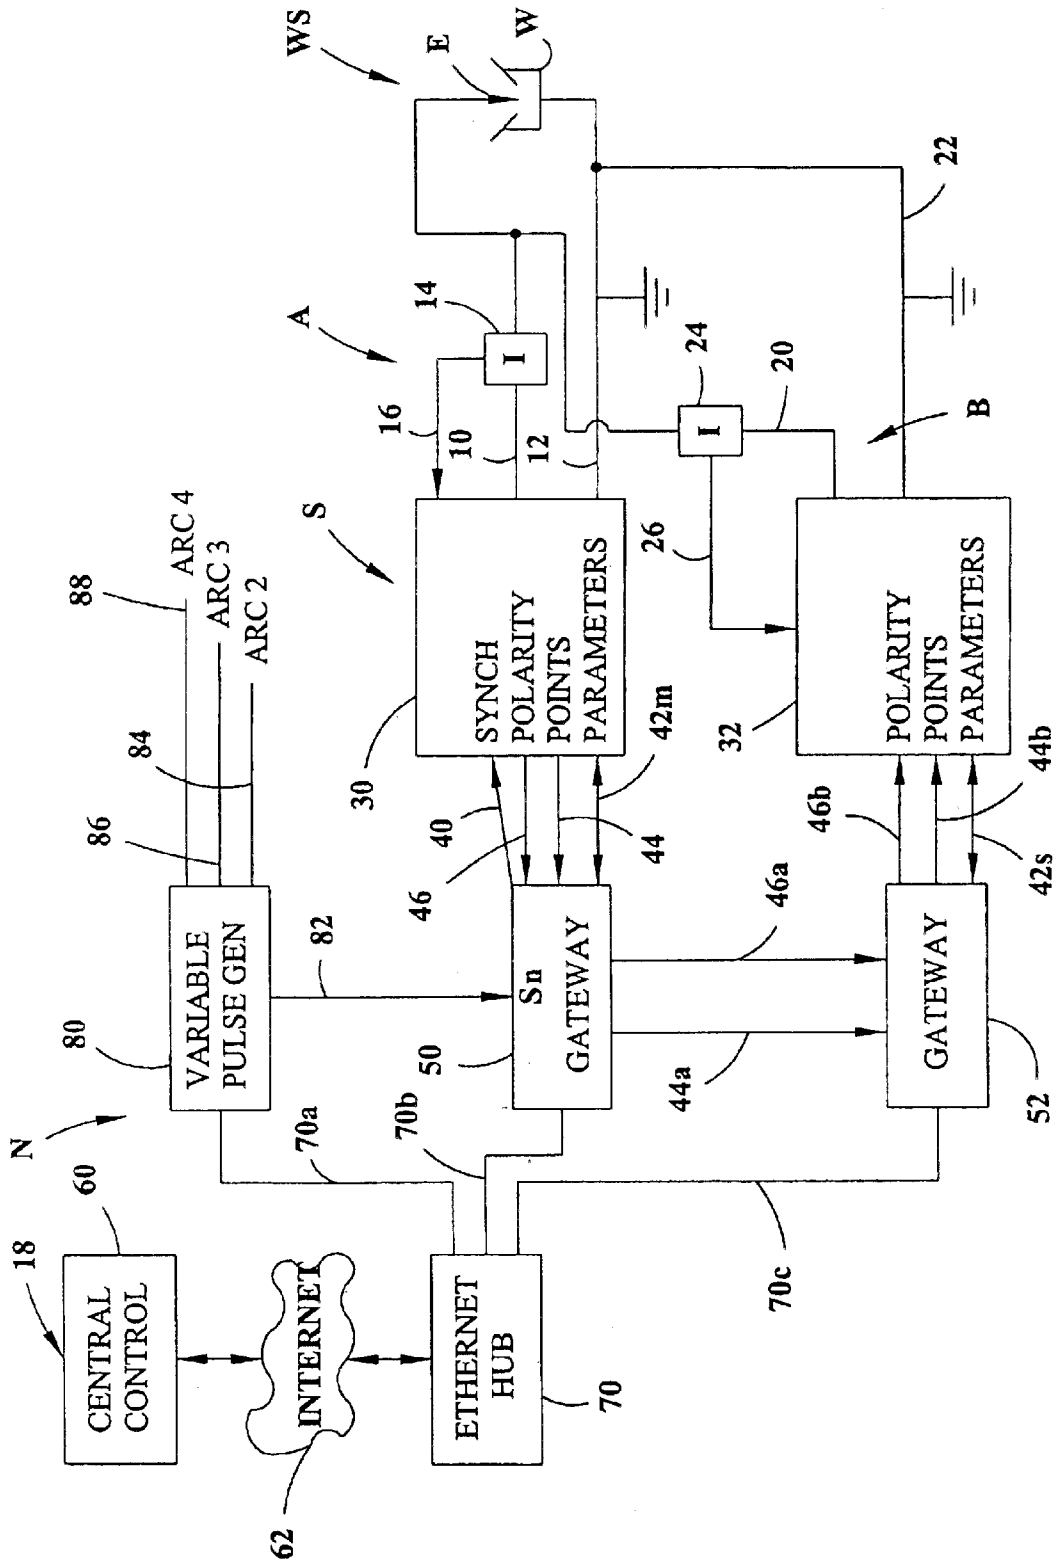 18
60
CENTRAL
CONTROL
62
INTERNET
ETHERNET
HUB
70
N
80
VARIABLE
PULSE GEN
70a
70b
70c
82
84
86
88
ARC 4
ARC 3
ARC 2
50
Sn
GATEWAY
44a
46a
52
GATEWAY
46
40
44
42m
46b
44b
42s
30
S
SYNCH
POLARITY
POINTS
PARAMETERS
32
POLARITY
POINTS
PARAMETERS
16
10
12
A
14
I
26
24
I
20
B
22
WS
E
W